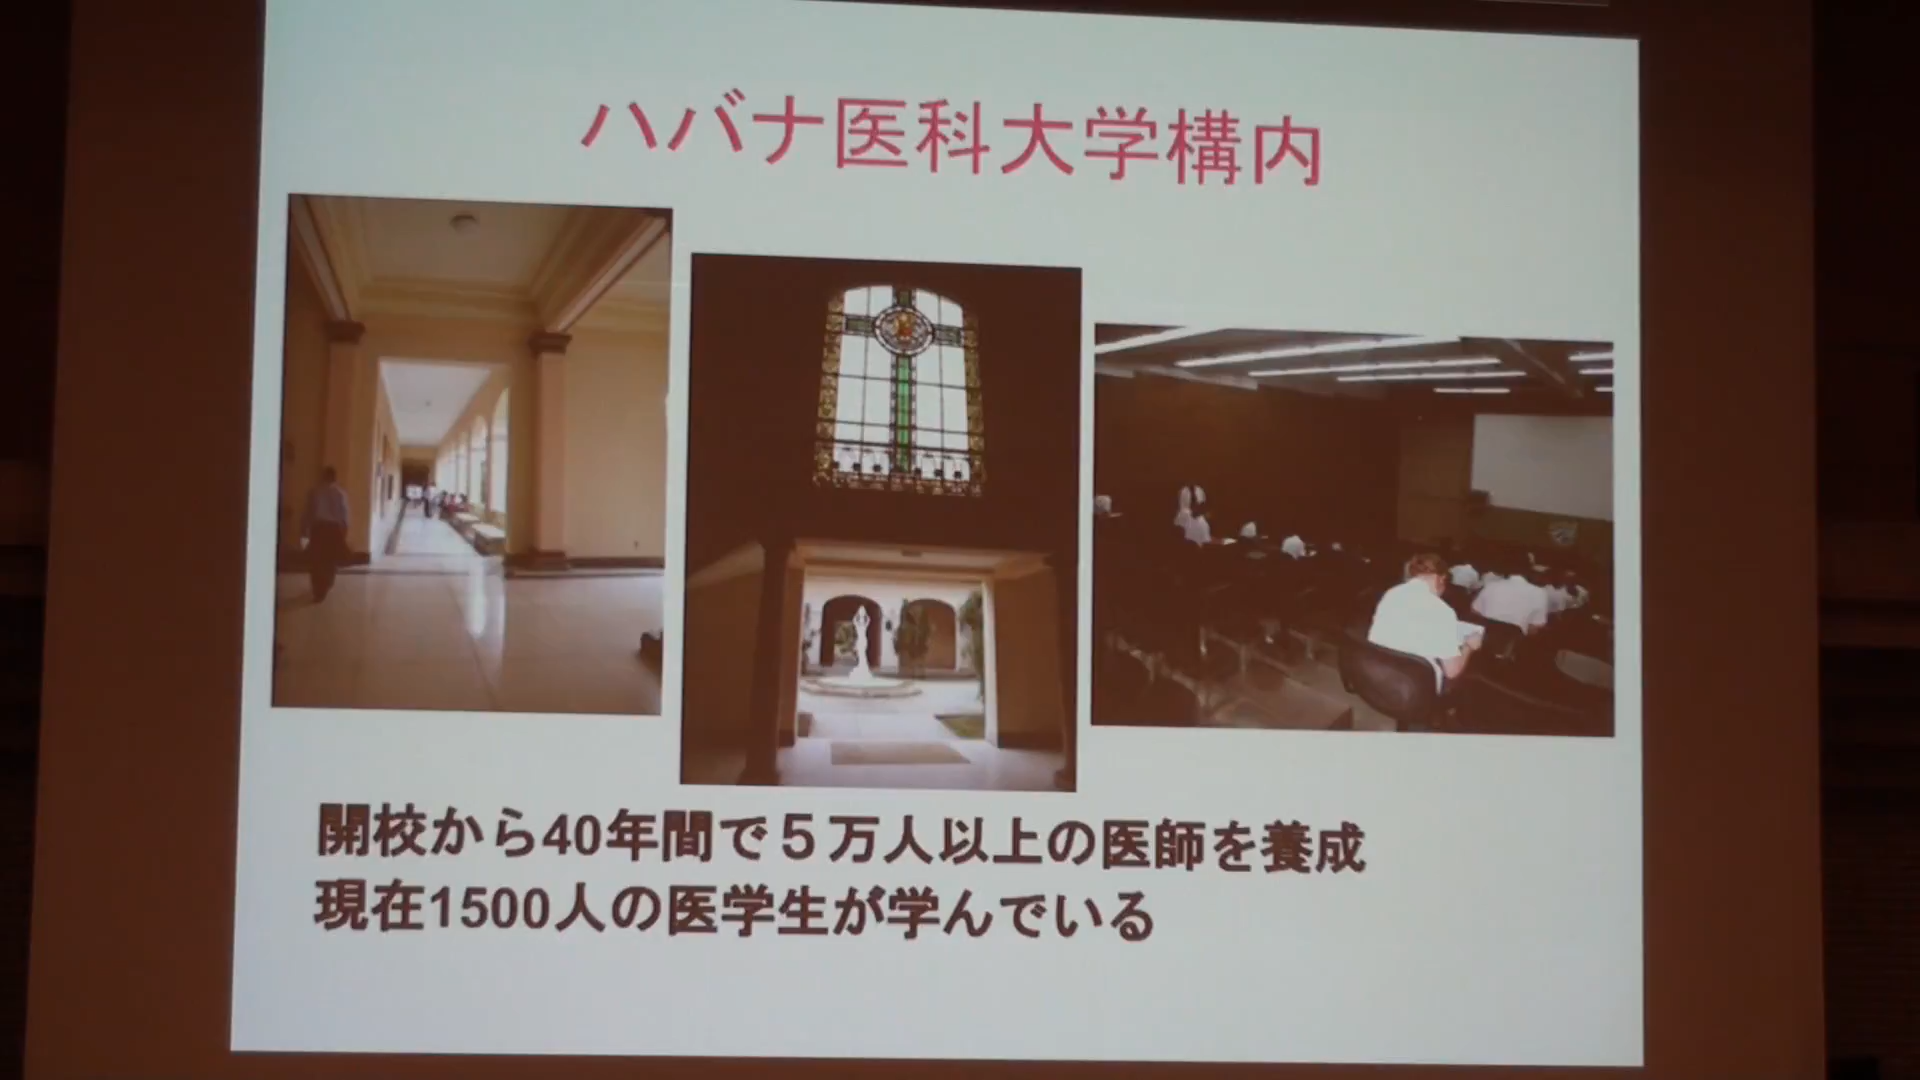 ハバナ医科大学構内
開校から40年間で５万人以上の医師を養成
現在1500人の医学生が学んでいる